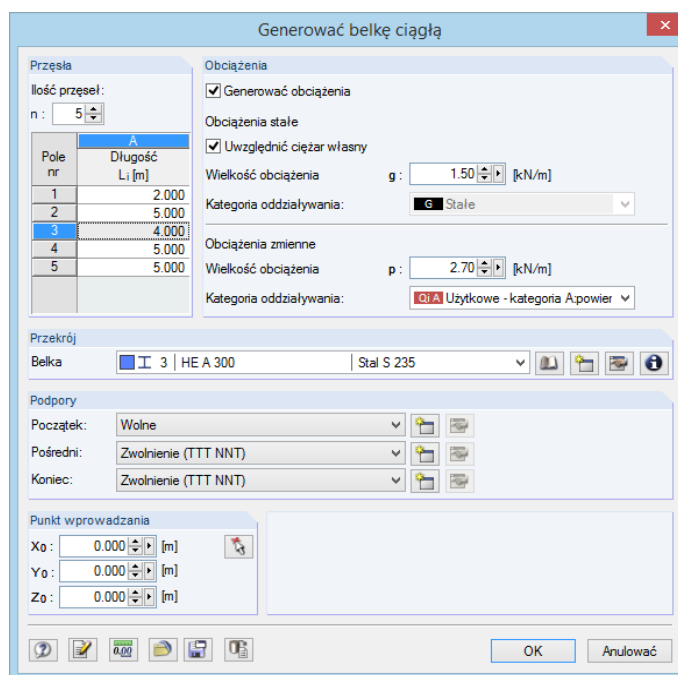 Generować belkę ciągłą
Przęsła
Ilość przęseł:
n : 5
A
Pole nr Długość Li [m]
1 2.000
2 5.000
3 4.000
4 5.000
5 5.000
Obciążenia
Generować obciążenia
Obciążenia stałe
Uwzględnić ciężar własny
Wielkość obciążenia g : 1.50 [kN/m]
Kategoria oddziaływania: G Stałe
Obciążenia zmienne
Wielkość obciążenia p : 2.70 [kN/m]
Kategoria oddziaływania: Qi A Użytkowe - kategoria A:powier
Przekrój
Belka 3 | HE A 300 | Stal S 235
Podpory
Początek: Wolne
Pośredni: Zwolnienie (TTT NNT)
Koniec: Zwolnienie (TTT NNT)
Punkt wprowadzania
X0 : 0.000 [m]
Y0 : 0.000 [m]
Z0 : 0.000 [m]
0,00
OK Anulować